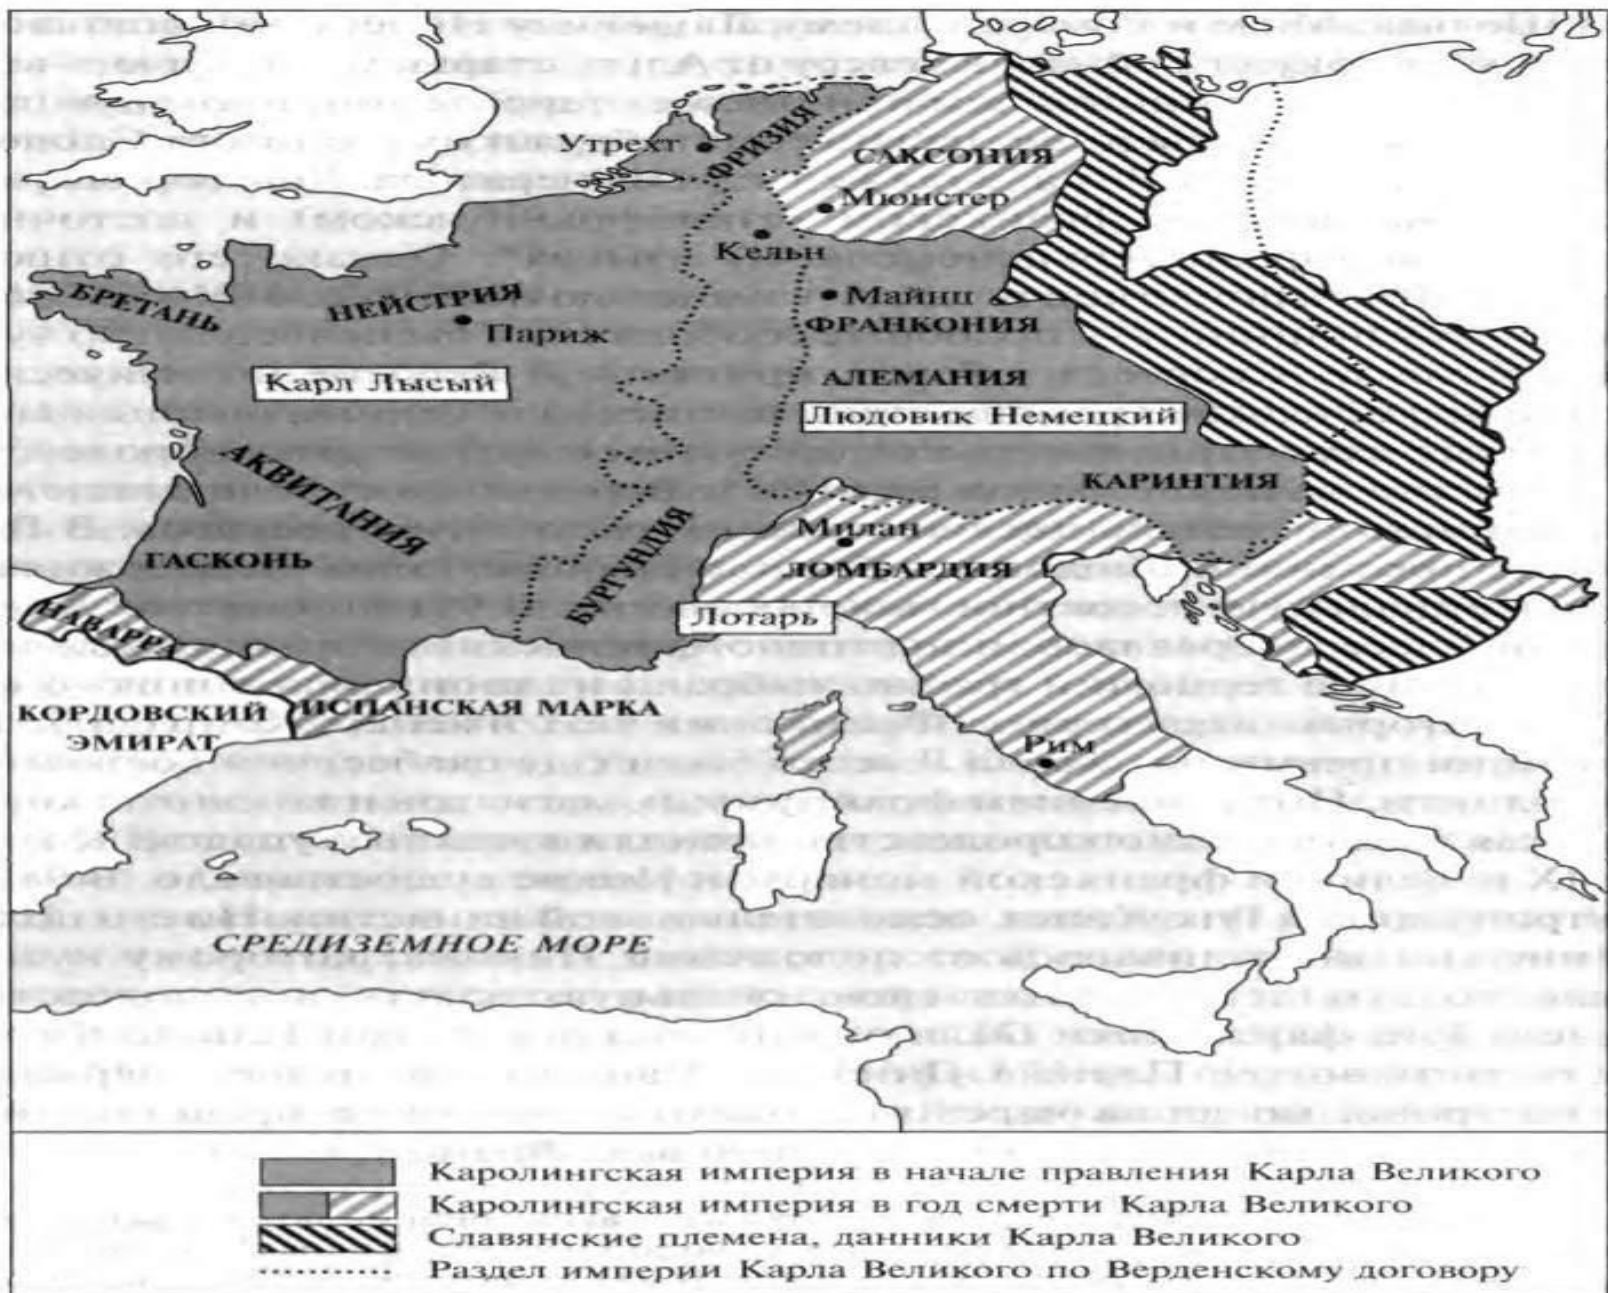 Утрехт
ФРИЗИЯ
САКСОНИЯ
Мюнстер
Кельн
БРЕТАНЬ
НЕЙСТРИЯ
Париж
Майнц
ФРАНКОНИЯ
Карл Лысый
АЛЕМАНИЯ
Людовик Немецкий
АКВИТАНИЯ
КАРИНТИЯ
ГАСКОНЬ
БУРГУНДИЯ
Милан
ЛОМБАРДИЯ
Лотарь
НАВАРРА
КОРДОВСКИЙ
ЭМИРАТ
ИСПАНСКАЯ МАРКА
Рим
СРЕДИЗЕМНОЕ МОРЕ
Каролингская империя в начале правления Карла Великого
Каролингская империя в год смерти Карла Великого
Славянские племена, данники Карла Великого
Раздел империи Карла Великого по Верденскому договору